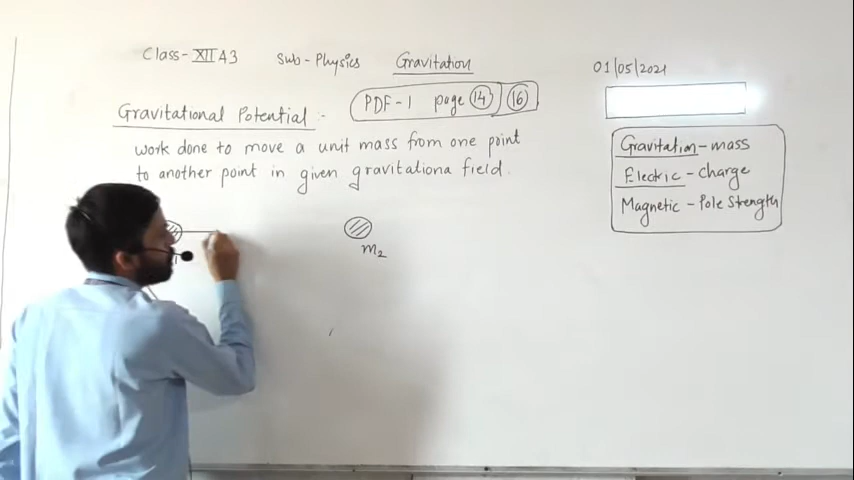 Class-XII A3 Sub-Physics Gravitation 01/05/2021
PDF-1 page 14 16
Gravitational Potential :-
work done to move a unit mass from one point
to another point in given gravitationa field.
m2
Gravitation-mass
Electric-charge
Magnetic-Pole Strength